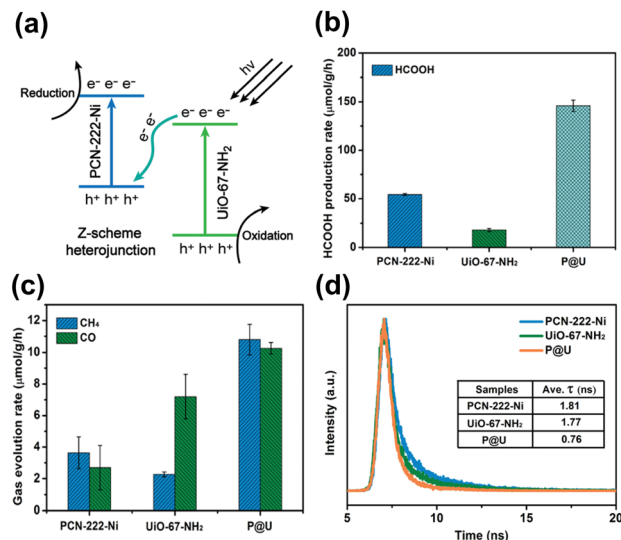 (a)
hν
e⁻ e⁻ e⁻
Reduction
e⁻ e⁻ e⁻
e⁻ e⁻
PCN-222-Ni
UiO-67-NH₂
h⁺ h⁺ h⁺
Z-scheme
heterojunction
h⁺ h⁺ h⁺
Oxidation
(b)
HCOOH production rate (μmol/g/h)
200
150
100
50
0
HCOOH
PCN-222-Ni
UiO-67-NH₂
P@U
(c)
Gas evolution rate (μmol/g/h)
12
10
8
6
4
2
0
CH₄
CO
PCN-222-Ni
UiO-67-NH₂
P@U
(d)
Intensity (a.u.)
PCN-222-Ni
UiO-67-NH₂
P@U
Samples Ave. τ (ns)
PCN-222-Ni 1.81
UiO-67-NH₂ 1.77
P@U 0.76
5 10 15 20
Time (ns)